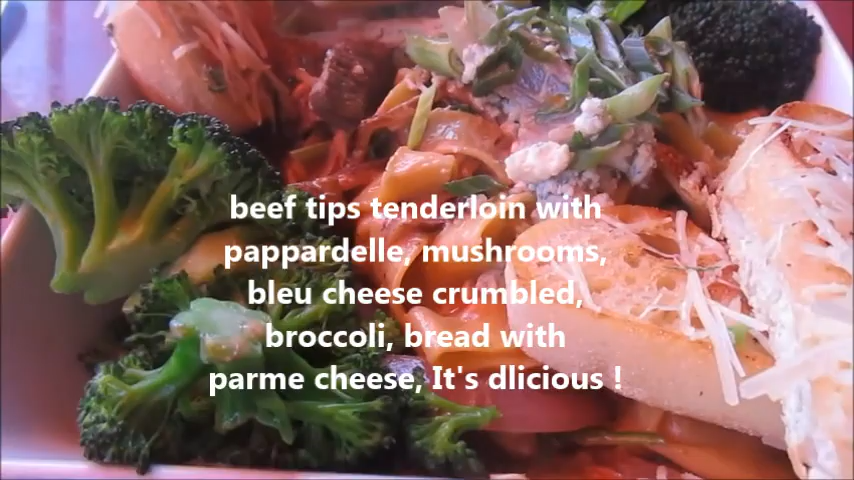 beef tips tenderloin with
pappardelle, mushrooms,
bleu cheese crumbled,
broccoli, bread with
parme cheese, It's dlicious !